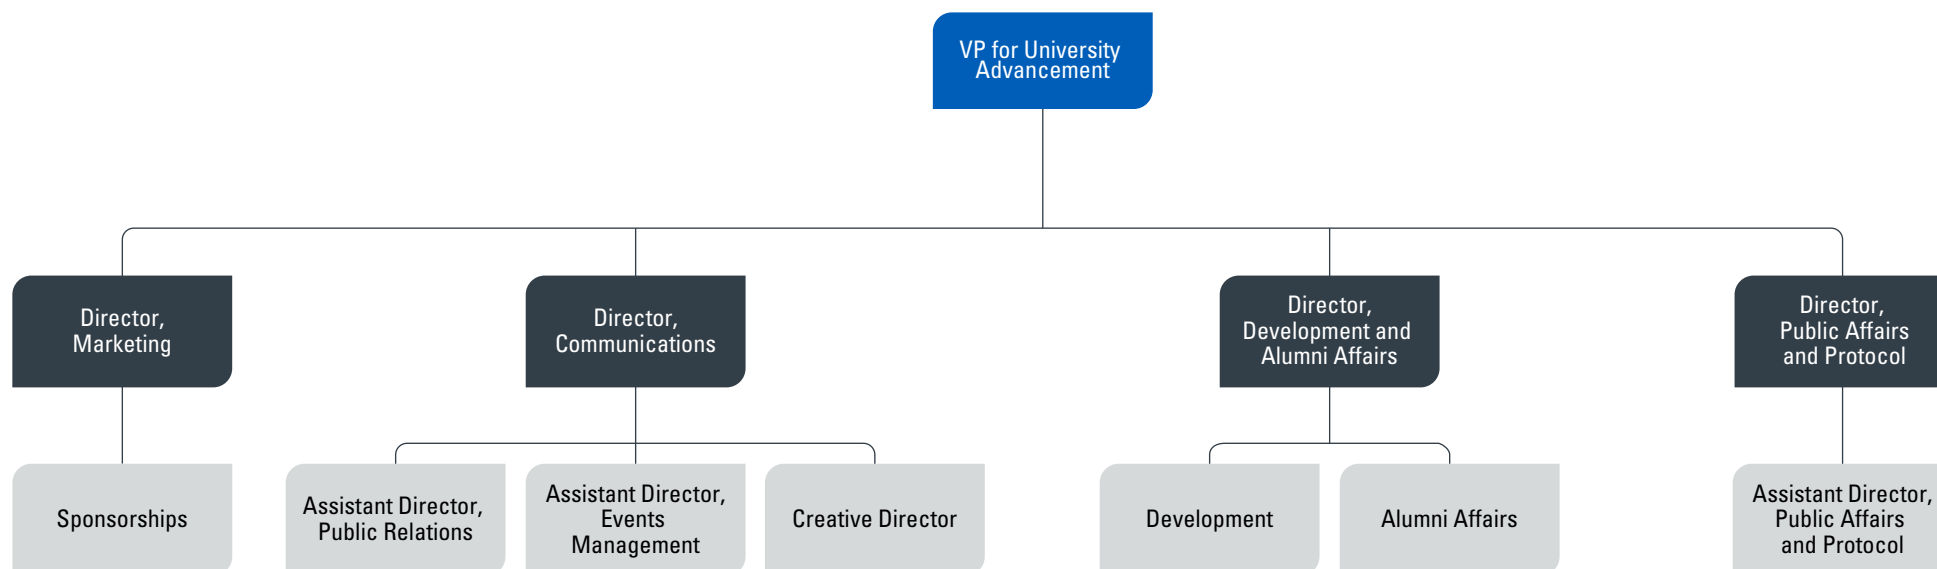 VP for University
Advancement
Director,
Marketing
Director,
Communications
Director,
Development and
Alumni Affairs
Director,
Public Affairs
and Protocol
Sponsorships
Assistant Director,
Public Relations
Assistant Director,
Events
Management
Creative Director
Development
Alumni Affairs
Assistant Director,
Public Affairs
and Protocol